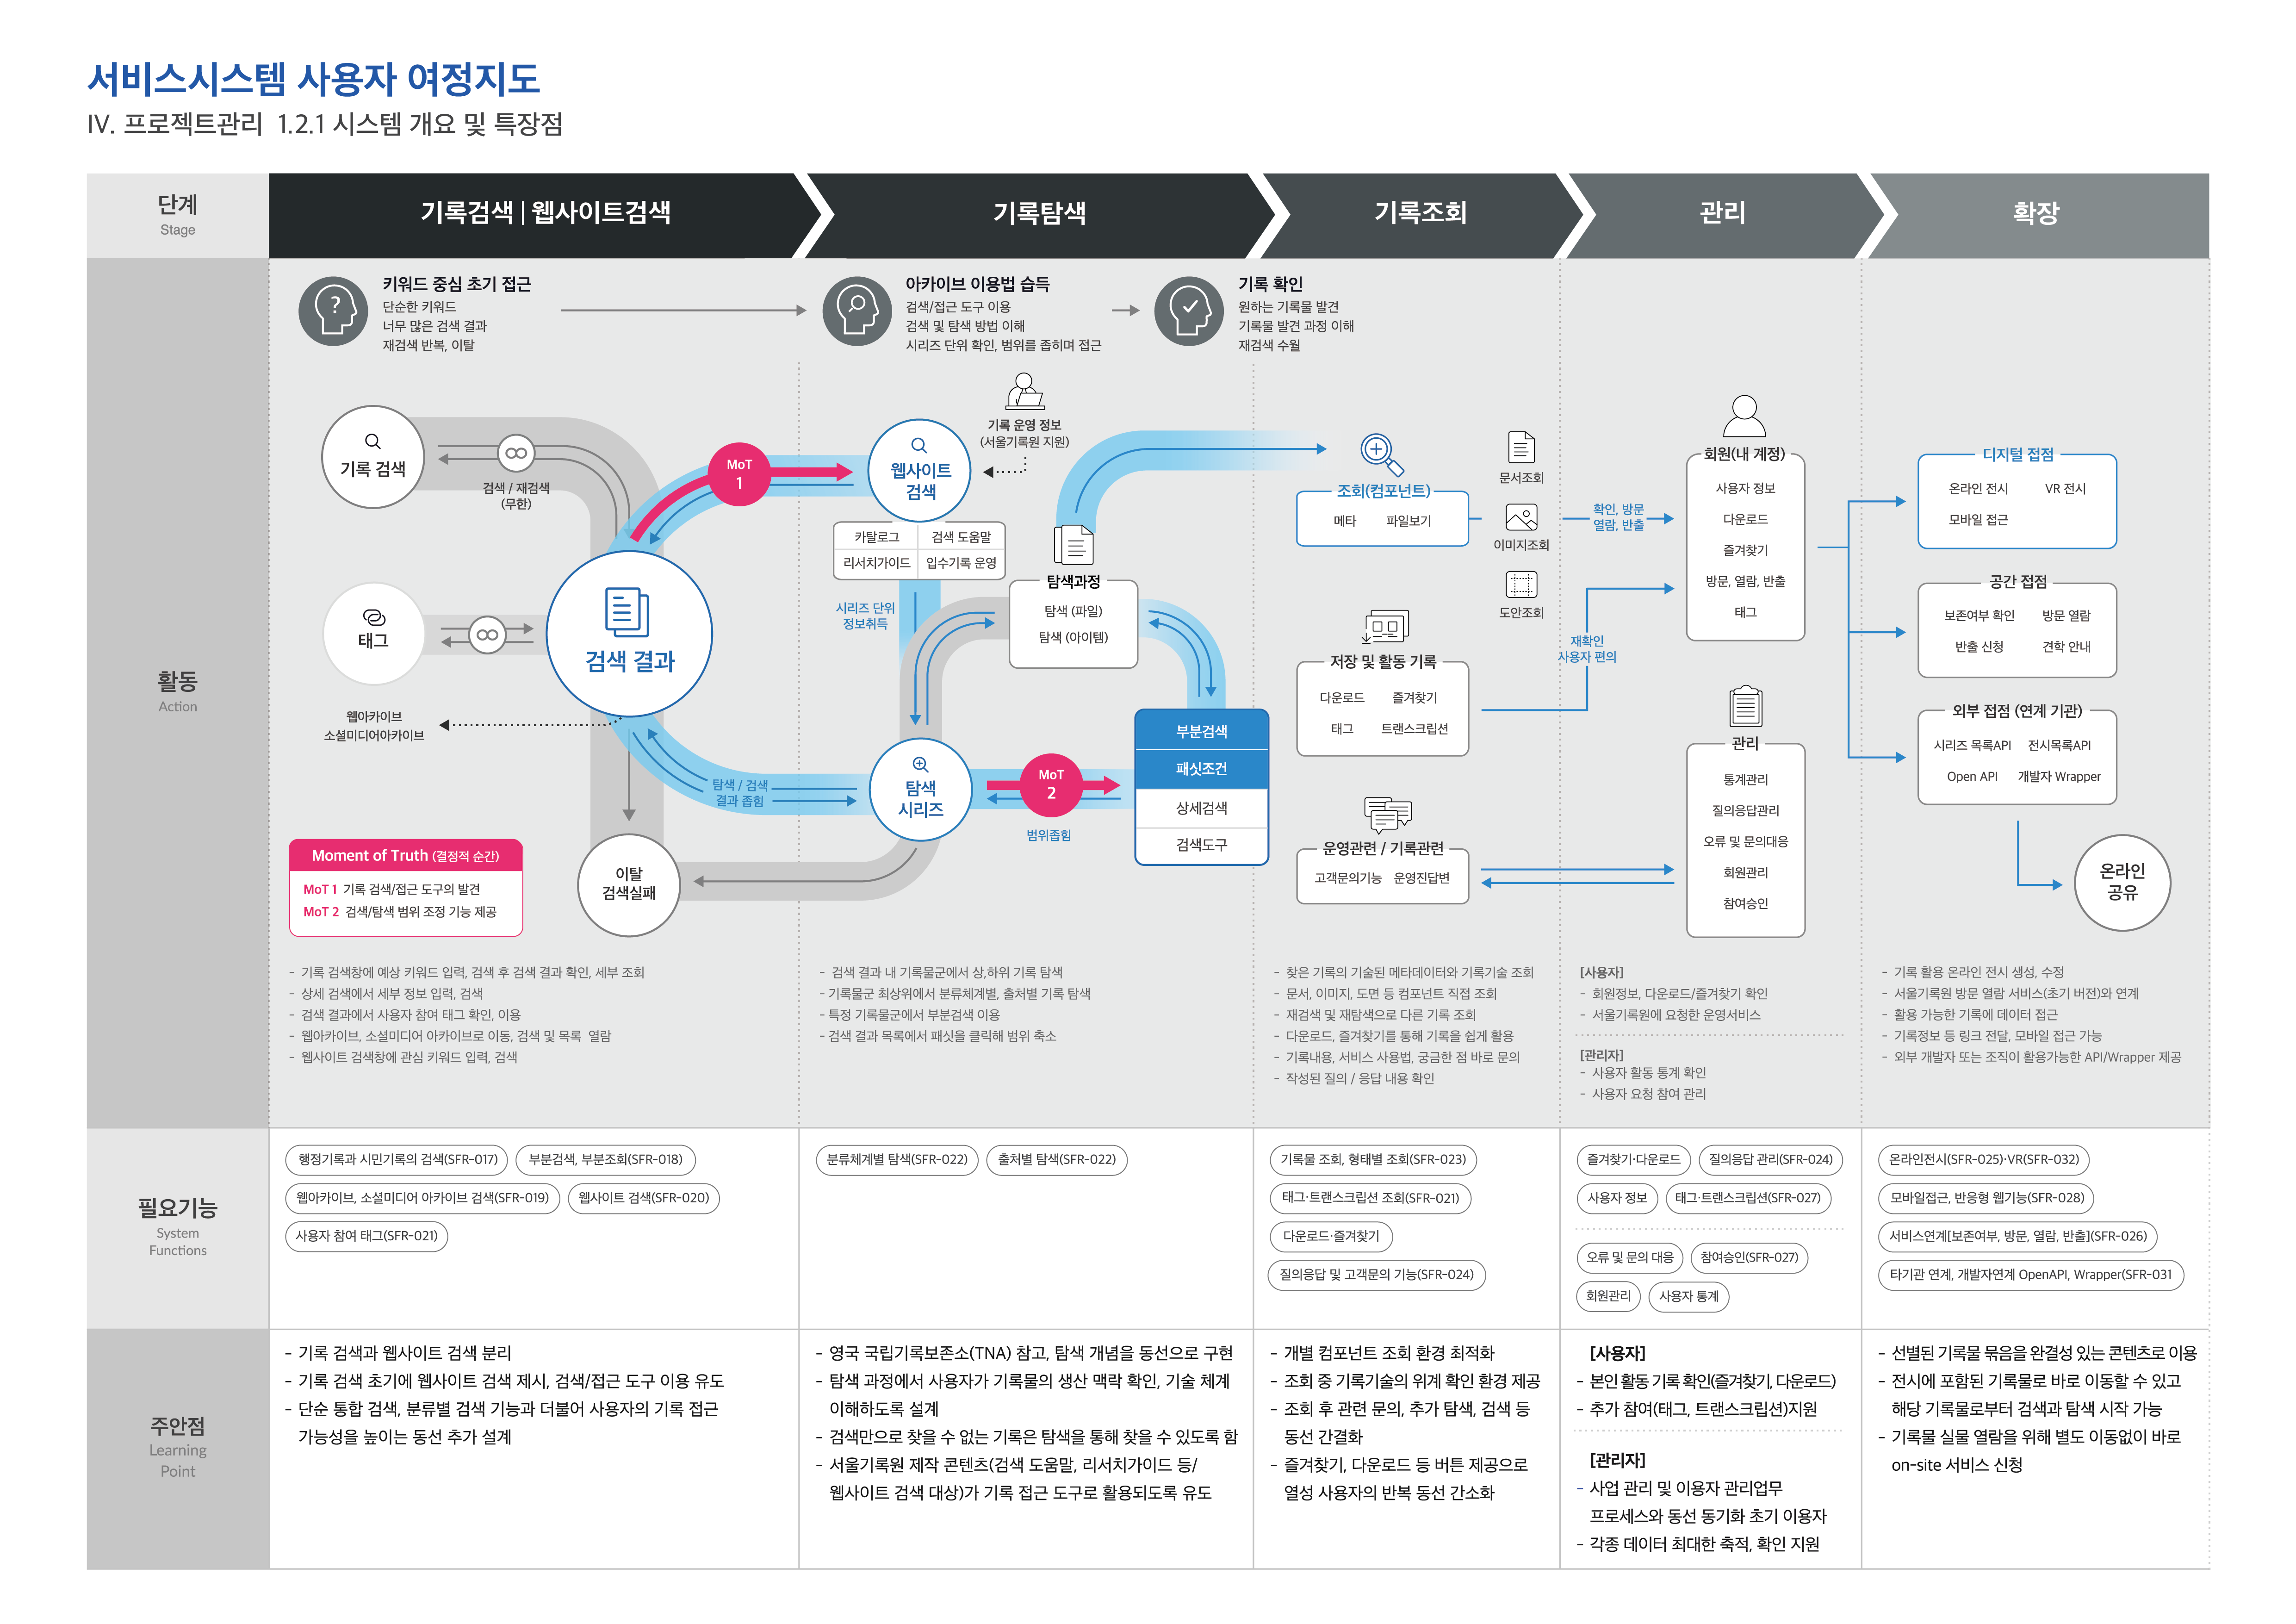 서비스시스템 사용자 여정지도
IV. 프로젝트관리 1.2.1 시스템 개요 및 특장점
단계
Stage
기록검색 | 웹사이트검색
기록탐색
기록조회
관리
확장
활동
Action
키워드 중심 초기 접근
단순한 키워드
너무 많은 검색 결과
재검색 반복, 이탈
아카이브 이용법 습득
검색/접근 도구 이용
검색 및 탐색 방법 이해
시리즈 단위 확인, 범위를 좁히며 접근
기록 확인
원하는 기록물 발견
기록물 발견 과정 이해
재검색 수월
기록 검색
검색 / 재검색
(무한)
태그
검색 결과
웹아카이브
소셜미디어아카이브
MoT
1
탐색 / 검색
결과 좁힘
이탈
검색실패
Moment of Truth (결정적 순간)
MoT 1 기록 검색/접근 도구의 발견
MoT 2 검색/탐색 범위 조정 기능 제공
웹사이트
검색
기록 운영 정보
(서울기록원 지원)
카탈로그
검색 도움말
리서치가이드
입수기록 운영
시리즈 단위
정보취득
탐색과정
탐색 (파일)
탐색 (아이템)
탐색
시리즈
MoT
2
범위좁힘
부분검색
패싯조건
상세검색
검색도구
조회(컴포넌트)
메타 파일보기
문서조회
이미지조회
도안조회
저장 및 활동 기록
다운로드 즐겨찾기
태그 트랜스크립션
운영관련 / 기록관련
고객문의기능 운영진답변
확인, 방문
열람, 반출
재확인
사용자 편의
회원(내 계정)
사용자 정보
다운로드
즐겨찾기
방문, 열람, 반출
태그
관리
통계관리
질의응답관리
오류 및 문의대응
회원관리
참여승인
디지털 접점
온라인 전시 VR 전시
모바일 접근
공간 접점
보존여부 확인 방문 열람
반출 신청 견학 안내
외부 접점 (연계 기관)
시리즈 목록API 전시목록API
Open API 개발자 Wrapper
온라인
공유
- 기록 검색창에 예상 키워드 입력, 검색 후 검색 결과 확인, 세부 조회
- 상세 검색에서 세부 정보 입력, 검색
- 검색 결과에서 사용자 참여 태그 확인, 이용
- 웹아카이브, 소셜미디어 아카이브로 이동, 검색 및 목록 열람
- 웹사이트 검색창에 관심 키워드 입력, 검색
- 검색 결과 내 기록물군에서 상,하위 기록 탐색
- 기록물군 최상위에서 분류체계별, 출처별 기록 탐색
- 특정 기록물군에서 부분검색 이용
- 검색 결과 목록에서 패싯을 클릭해 범위 축소
- 찾은 기록의 기술된 메타데이터와 기록기술 조회
- 문서, 이미지, 도면 등 컴포넌트 직접 조회
- 재검색 및 재탐색으로 다른 기록 조회
- 다운로드, 즐겨찾기를 통해 기록을 쉽게 활용
- 기록내용, 서비스 사용법, 궁금한 점 바로 문의
- 작성된 질의 / 응답 내용 확인
[사용자]
- 회원정보, 다운로드/즐겨찾기 확인
- 서울기록원에 요청한 운영서비스
[관리자]
- 사용자 활동 통계 확인
- 사용자 요청 참여 관리
- 기록 활용 온라인 전시 생성, 수정
- 서울기록원 방문 열람 서비스(초기 버전)와 연계
- 활용 가능한 기록에 데이터 접근
- 기록정보 등 링크 전달, 모바일 접근 가능
- 외부 개발자 또는 조직이 활용가능한 API/Wrapper 제공
필요기능
System
Functions
행정기록과 시민기록의 검색(SFR-017)
부분검색, 부분조회(SFR-018)
웹아카이브, 소셜미디어 아카이브 검색(SFR-019)
웹사이트 검색(SFR-020)
사용자 참여 태그(SFR-021)
분류체계별 탐색(SFR-022)
출처별 탐색(SFR-022)
기록물 조회, 형태별 조회(SFR-023)
태그·트랜스크립션 조회(SFR-021)
다운로드·즐겨찾기
질의응답 및 고객문의 기능(SFR-024)
즐겨찾기·다운로드
질의응답 관리(SFR-024)
사용자 정보
태그·트랜스크립션(SFR-027)
오류 및 문의 대응
참여승인(SFR-027)
회원관리
사용자 통계
온라인전시(SFR-025)·VR(SFR-032)
모바일접근, 반응형 웹기능(SFR-028)
서비스연계[보존여부, 방문, 열람, 반출](SFR-026)
타기관 연계, 개발자연계 OpenAPI, Wrapper(SFR-031
주안점
Learning
Point
- 기록 검색과 웹사이트 검색 분리
- 기록 검색 초기에 웹사이트 검색 제시, 검색/접근 도구 이용 유도
- 단순 통합 검색, 분류별 검색 기능과 더불어 사용자의 기록 접근
가능성을 높이는 동선 추가 설계
- 영국 국립기록보존소(TNA) 참고, 탐색 개념을 동선으로 구현
- 탐색 과정에서 사용자가 기록물의 생산 맥락 확인, 기술 체계
이해하도록 설계
- 검색만으로 찾을 수 없는 기록은 탐색을 통해 찾을 수 있도록 함
- 서울기록원 제작 콘텐츠(검색 도움말, 리서치가이드 등/
웹사이트 검색 대상)가 기록 접근 도구로 활용되도록 유도
- 개별 컴포넌트 조회 환경 최적화
- 조회 중 기록기술의 위계 확인 환경 제공
- 조회 후 관련 문의, 추가 탐색, 검색 등
동선 간결화
- 즐겨찾기, 다운로드 등 버튼 제공으로
열성 사용자의 반복 동선 간소화
[사용자]
- 본인 활동 기록 확인(즐겨찾기, 다운로드)
- 추가 참여(태그, 트랜스크립션)지원
[관리자]
- 사업 관리 및 이용자 관리업무
프로세스와 동선 동기화 초기 이용자
- 각종 데이터 최대한 축적, 확인 지원
- 선별된 기록물 묶음을 완결성 있는 콘텐츠로 이용
- 전시에 포함된 기록물로 바로 이동할 수 있고
해당 기록물로부터 검색과 탐색 시작 가능
- 기록물 실물 열람을 위해 별도 이동없이 바로
on-site 서비스 신청